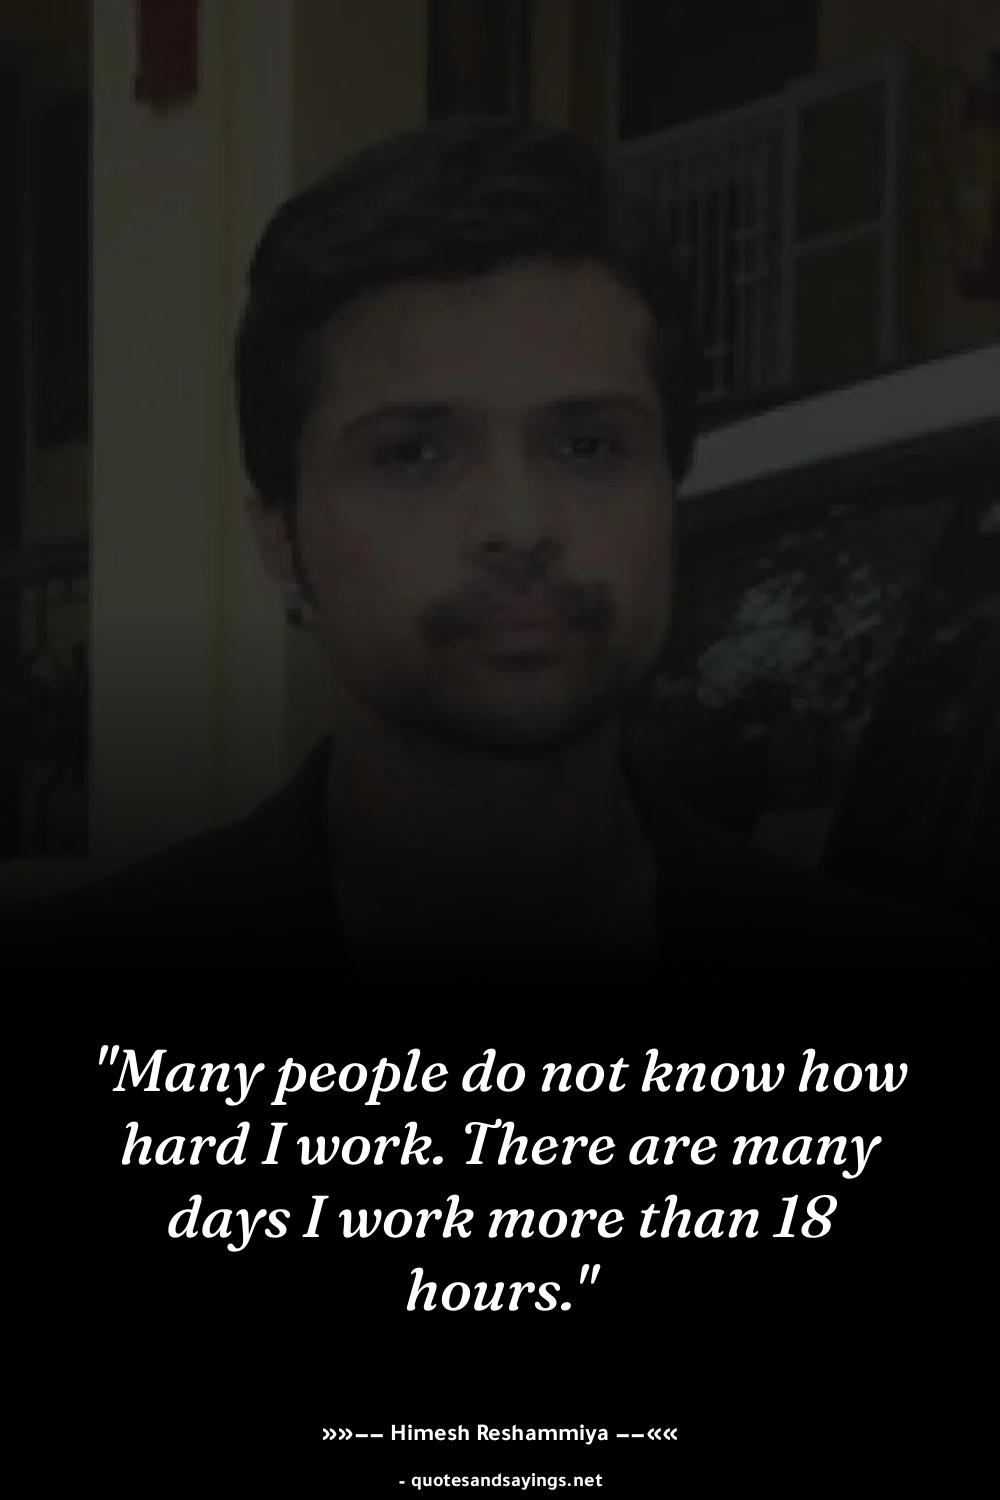 "Many people do not know how
hard I work. There are many
days I work more than 18
hours."
»»−− Himesh Reshammiya −−««
- quotesandsayings.net